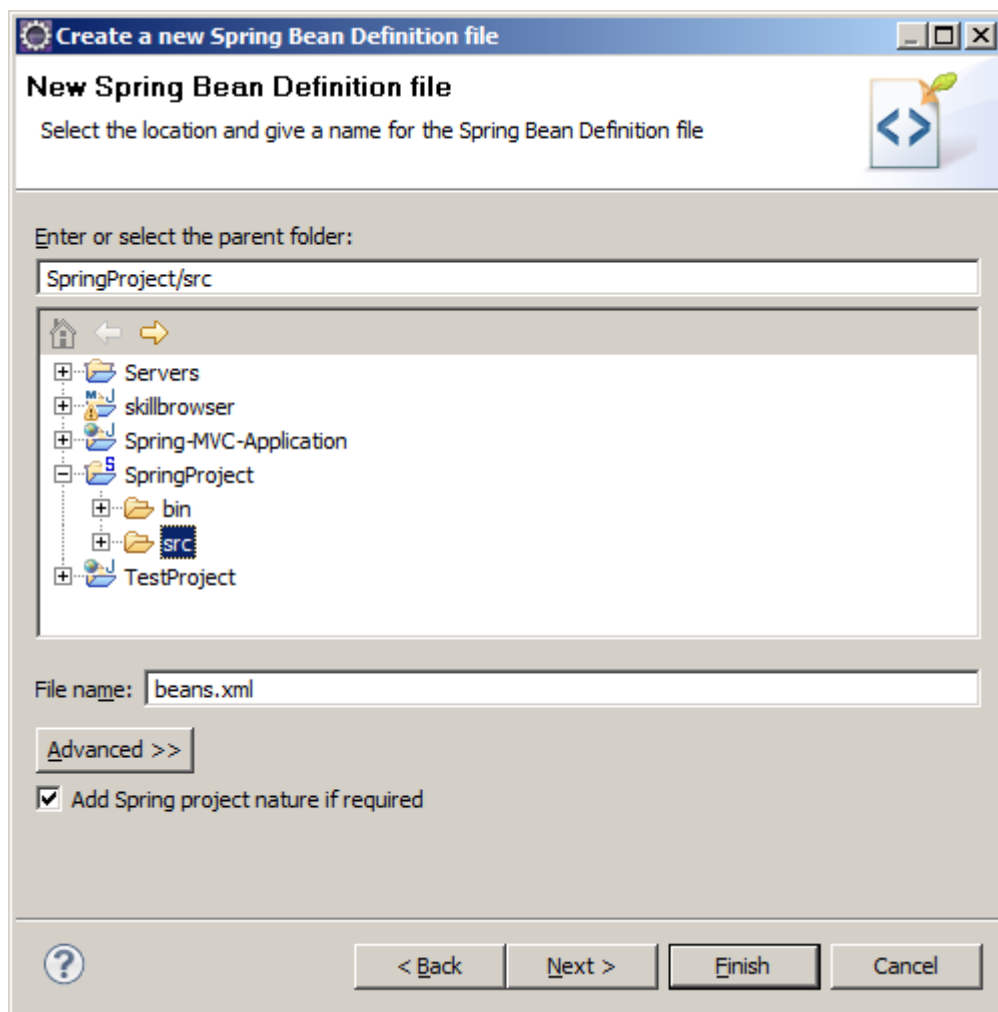 Create a new Spring Bean Definition file
New Spring Bean Definition file
Select the location and give a name for the Spring Bean Definition file
Enter or select the parent folder:
SpringProject/src
Servers
skillbrowser
Spring-MVC-Application
SpringProject
bin
src
TestProject
File name: beans.xml
Advanced >>
Add Spring project nature if required
< Back Next > Finish Cancel